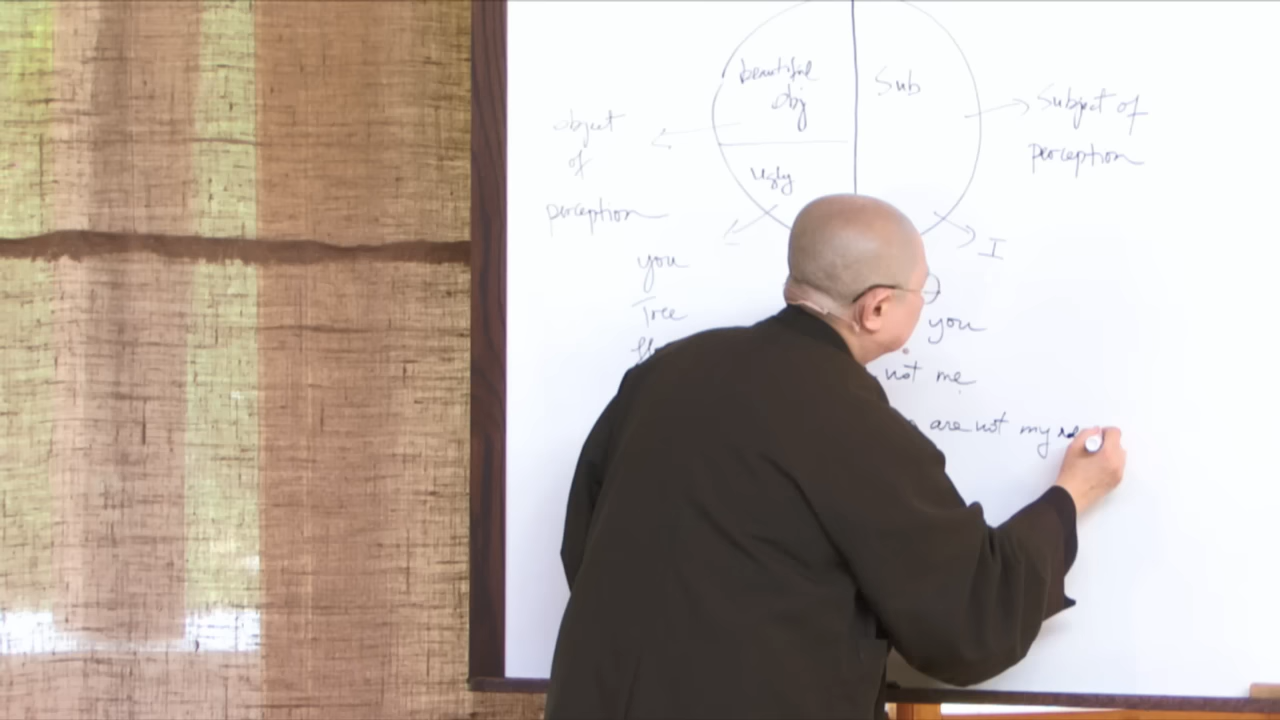 beautiful
obj
Sub
object
of
perception
Subject of
perception
Ugly
I
you
Tree
you
not me
are not my